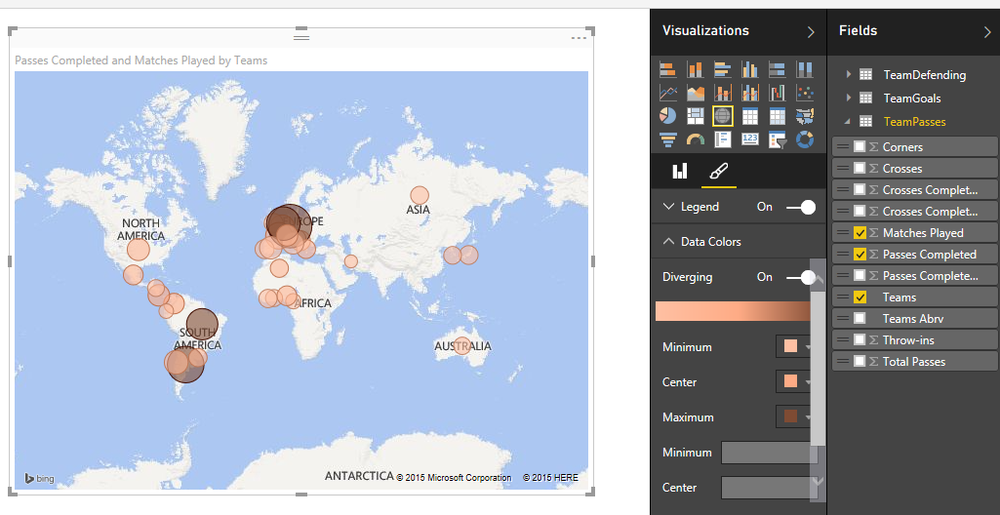 Passes Completed and Matches Played by Teams
NORTH
AMERICA
ASIA
AFRICA
SOUTH
AMERICA
AUSTRALIA
ANTARCTICA
bing
© 2015 Microsoft Corporation
© 2015 HERE
Visualizations
123
Legend
On
Data Colors
Diverging
On
Minimum
Center
Maximum
Minimum
Center
Fields
TeamDefending
TeamGoals
TeamPasses
Corners
Crosses
Crosses Complet...
Crosses Complet...
Matches Played
Passes Completed
Passes Complete...
Teams
Teams Abrv
Throw-ins
Total Passes